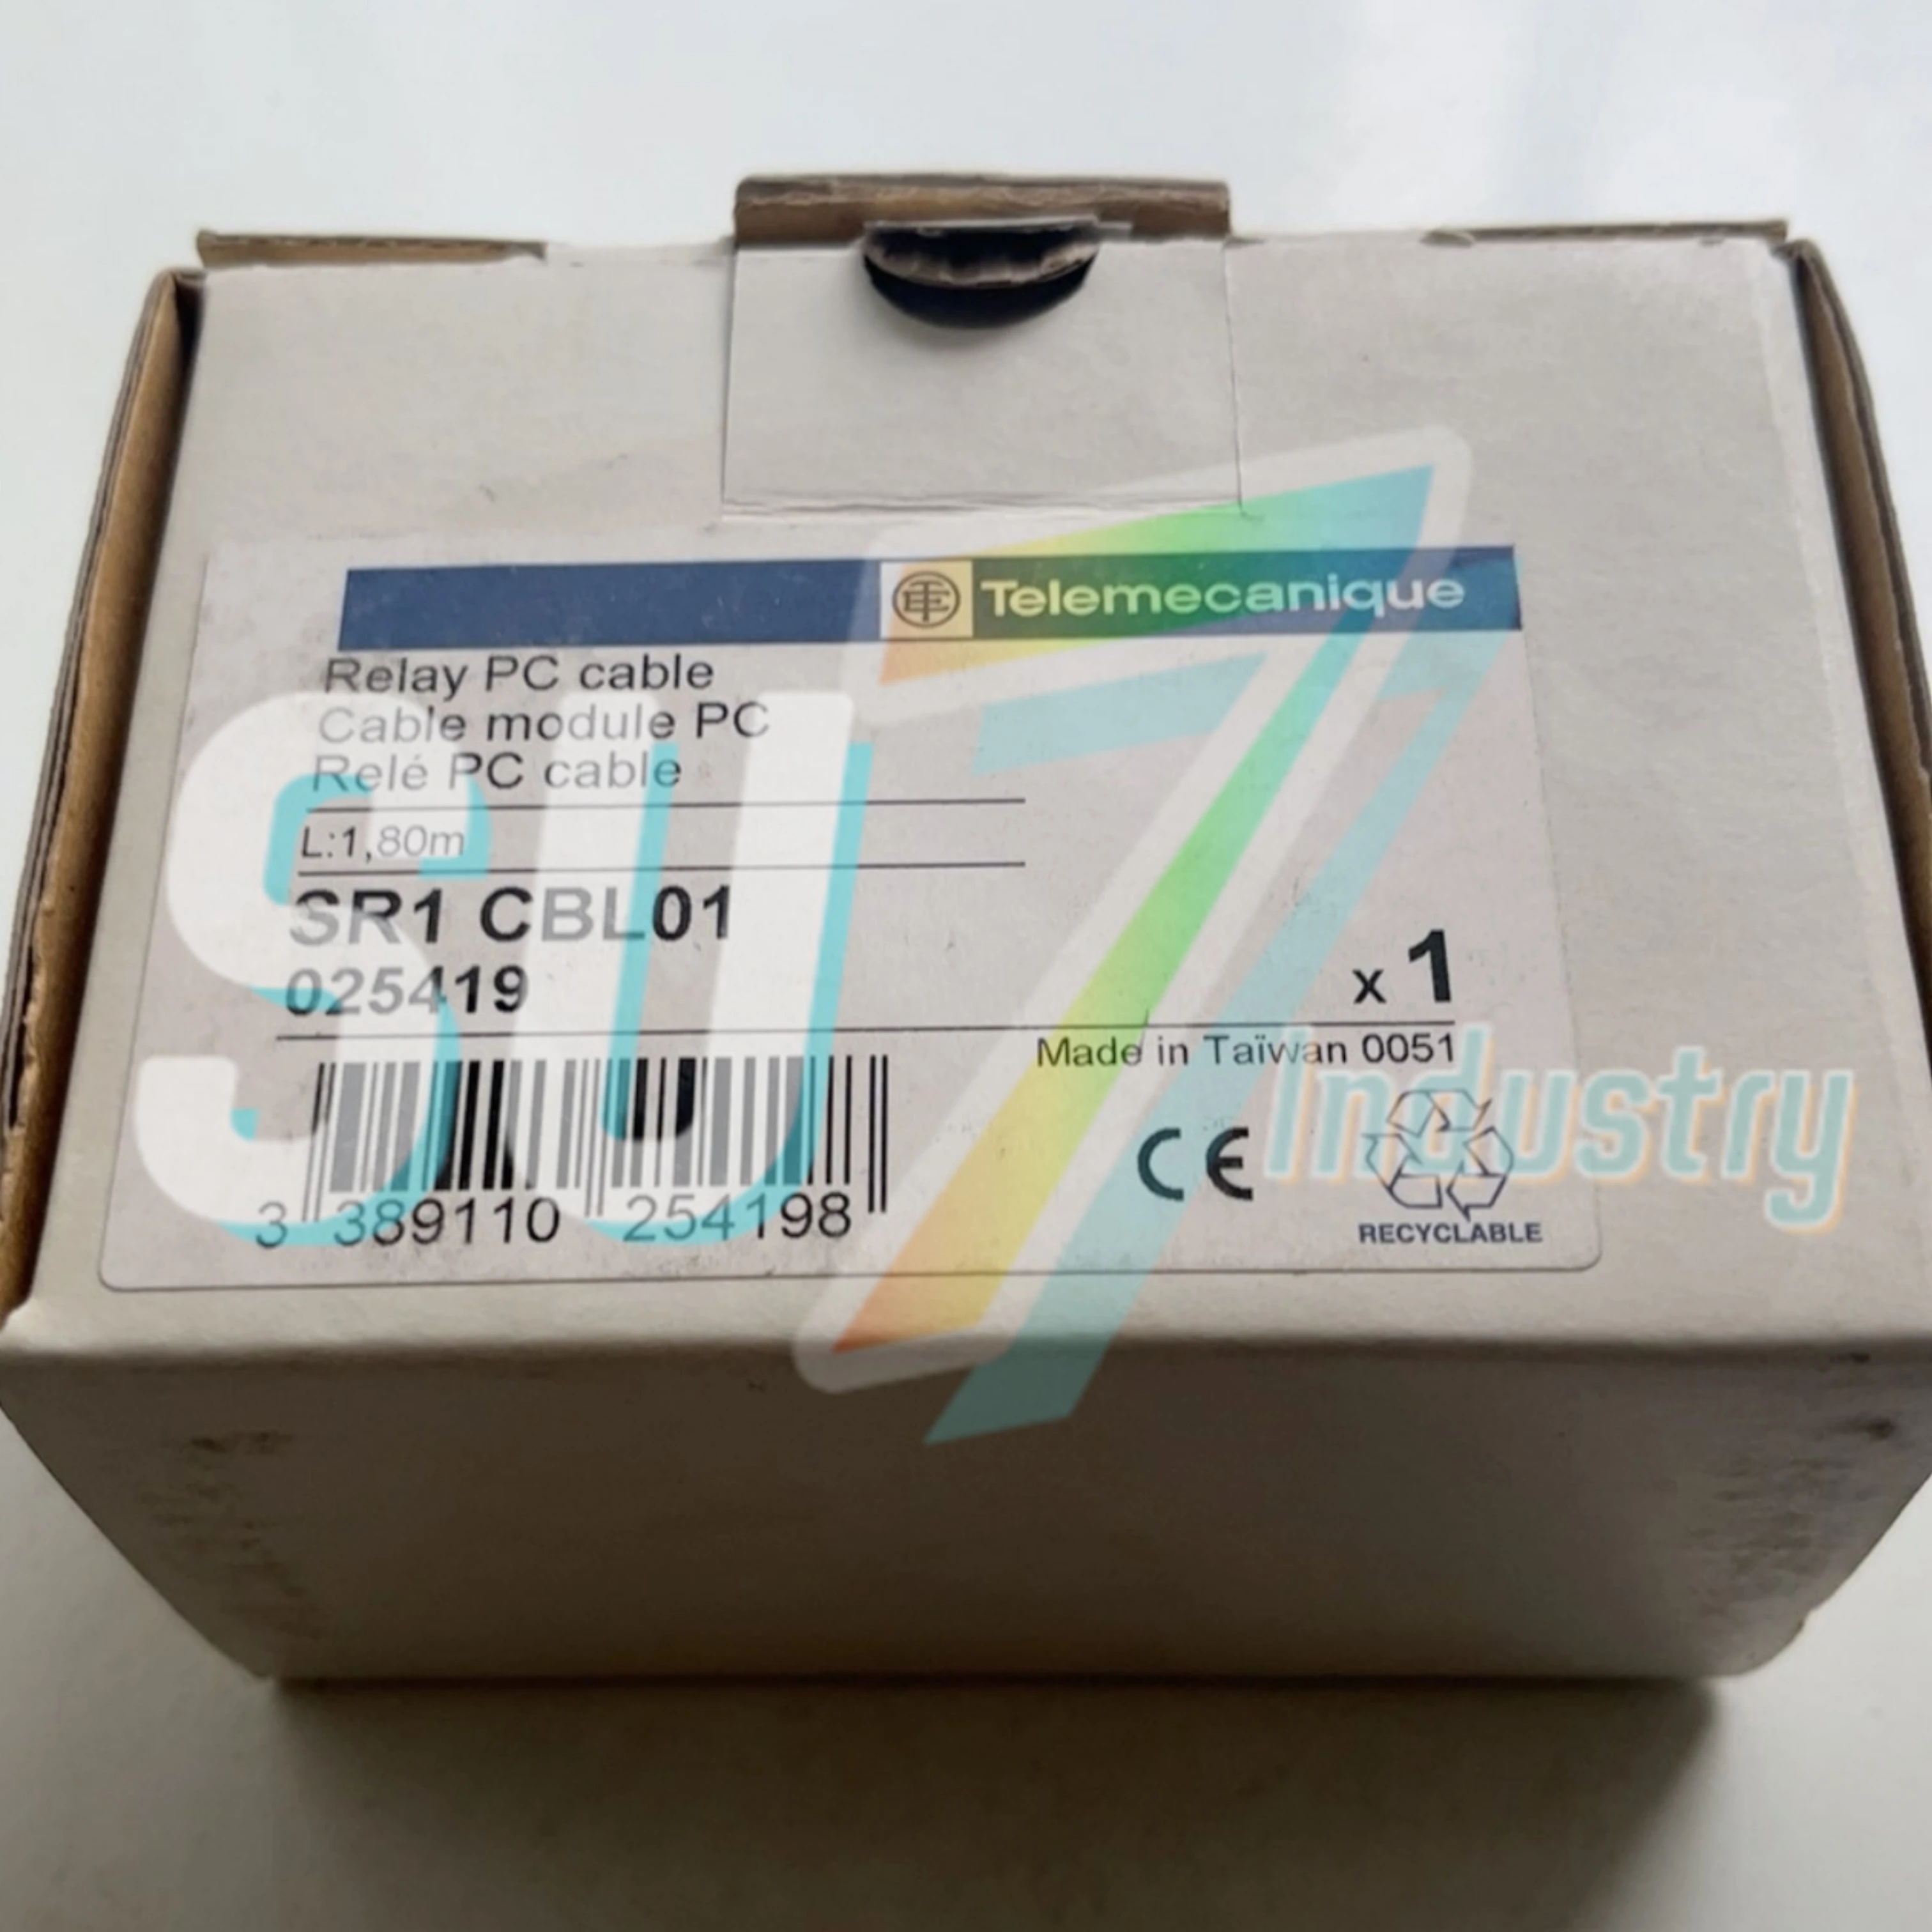 Telemecanique
Relay PC cable
Cable module PC
Relé PC cable
L:1,80m
SR1 CBL01
025419
x 1
Made in Taïwan 0051
3 389110 254198
CE
RECYCLABLE
SU7
Industry